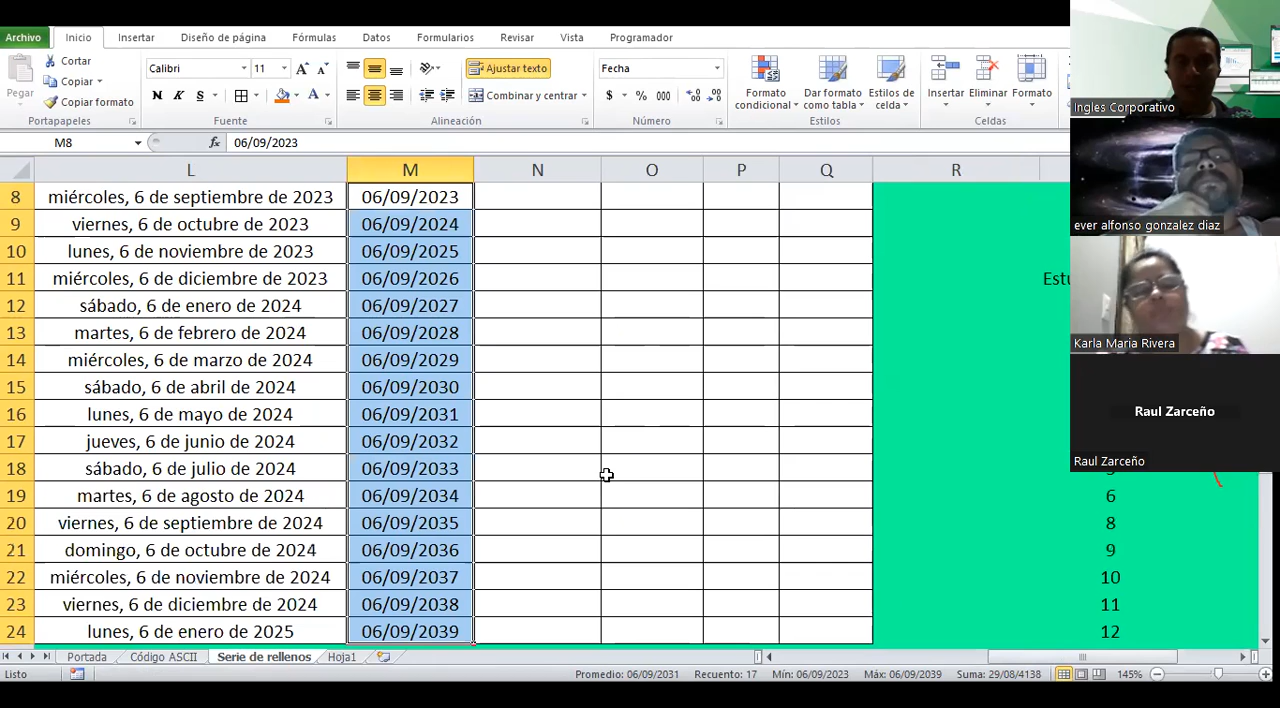 Archivo Inicio Insertar Diseño de página Fórmulas Datos Formularios Revisar Vista Programador
Cortar
Copiar
Copiar formato
Pegar
Portapapeles
Calibri 11
N K S
Fuente
Ajustar texto
Combinar y centrar
Alineación
Fecha
$ % 000
Número
Formato condicional
Dar formato como tabla
Estilos de celda
Estilos
Insertar Eliminar Formato
Celdas
M8 fx 06/09/2023
L M N O P Q R
8 miércoles, 6 de septiembre de 2023 06/09/2023
9 viernes, 6 de octubre de 2023 06/09/2024
10 lunes, 6 de noviembre de 2023 06/09/2025
11 miércoles, 6 de diciembre de 2023 06/09/2026
12 sábado, 6 de enero de 2024 06/09/2027
13 martes, 6 de febrero de 2024 06/09/2028
14 miércoles, 6 de marzo de 2024 06/09/2029
15 sábado, 6 de abril de 2024 06/09/2030
16 lunes, 6 de mayo de 2024 06/09/2031
17 jueves, 6 de junio de 2024 06/09/2032
18 sábado, 6 de julio de 2024 06/09/2033
19 martes, 6 de agosto de 2024 06/09/2034 6
20 viernes, 6 de septiembre de 2024 06/09/2035 8
21 domingo, 6 de octubre de 2024 06/09/2036 9
22 miércoles, 6 de noviembre de 2024 06/09/2037 10
23 viernes, 6 de diciembre de 2024 06/09/2038 11
24 lunes, 6 de enero de 2025 06/09/2039 12
Portada Código ASCII Serie de rellenos Hoja1
Listo Promedio: 06/09/2031 Recuento: 17 Mín: 06/09/2023 Máx: 06/09/2039 Suma: 29/08/4138 145%
Ingles Corporativo
ever alfonso gonzalez diaz
Karla Maria Rivera
Raul Zarceño
Raul Zarceño